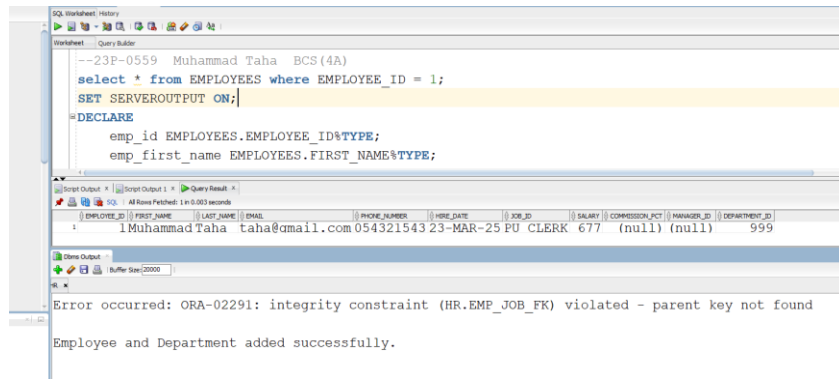 SQL Worksheet History
Worksheet Query Builder
--23P-0559 Muhammad Taha BCS(4A)
select * from EMPLOYEES where EMPLOYEE_ID = 1;
SET SERVEROUTPUT ON;
DECLARE
emp_id EMPLOYEES.EMPLOYEE_ID%TYPE;
emp_first_name EMPLOYEES.FIRST_NAME%TYPE;
Script Output x Script Output 1 x Query Result x
SQL | All Rows Fetched: 1 in 0.003 seconds
EMPLOYEE_ID FIRST_NAME LAST_NAME EMAIL PHONE_NUMBER HIRE_DATE JOB_ID SALARY COMMISSION_PCT MANAGER_ID DEPARTMENT_ID
1 1 Muhammad Taha taha@gmail.com 054321543 23-MAR-25 PU CLERK 677 (null) (null) 999
Dbms Output
Buffer Size: 20000
Error occurred: ORA-02291: integrity constraint (HR.EMP_JOB_FK) violated - parent key not found
Employee and Department added successfully.